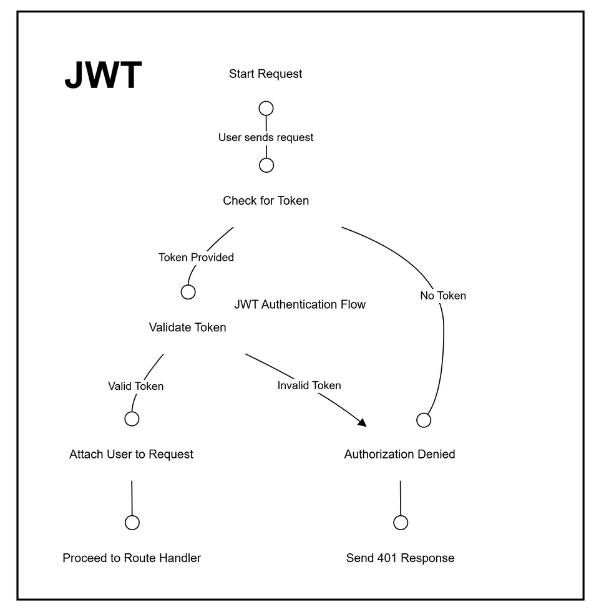 JWT
Start Request
User sends request
Check for Token
Token Provided
No Token
JWT Authentication Flow
Validate Token
Valid Token
Invalid Token
Attach User to Request
Authorization Denied
Proceed to Route Handler
Send 401 Response